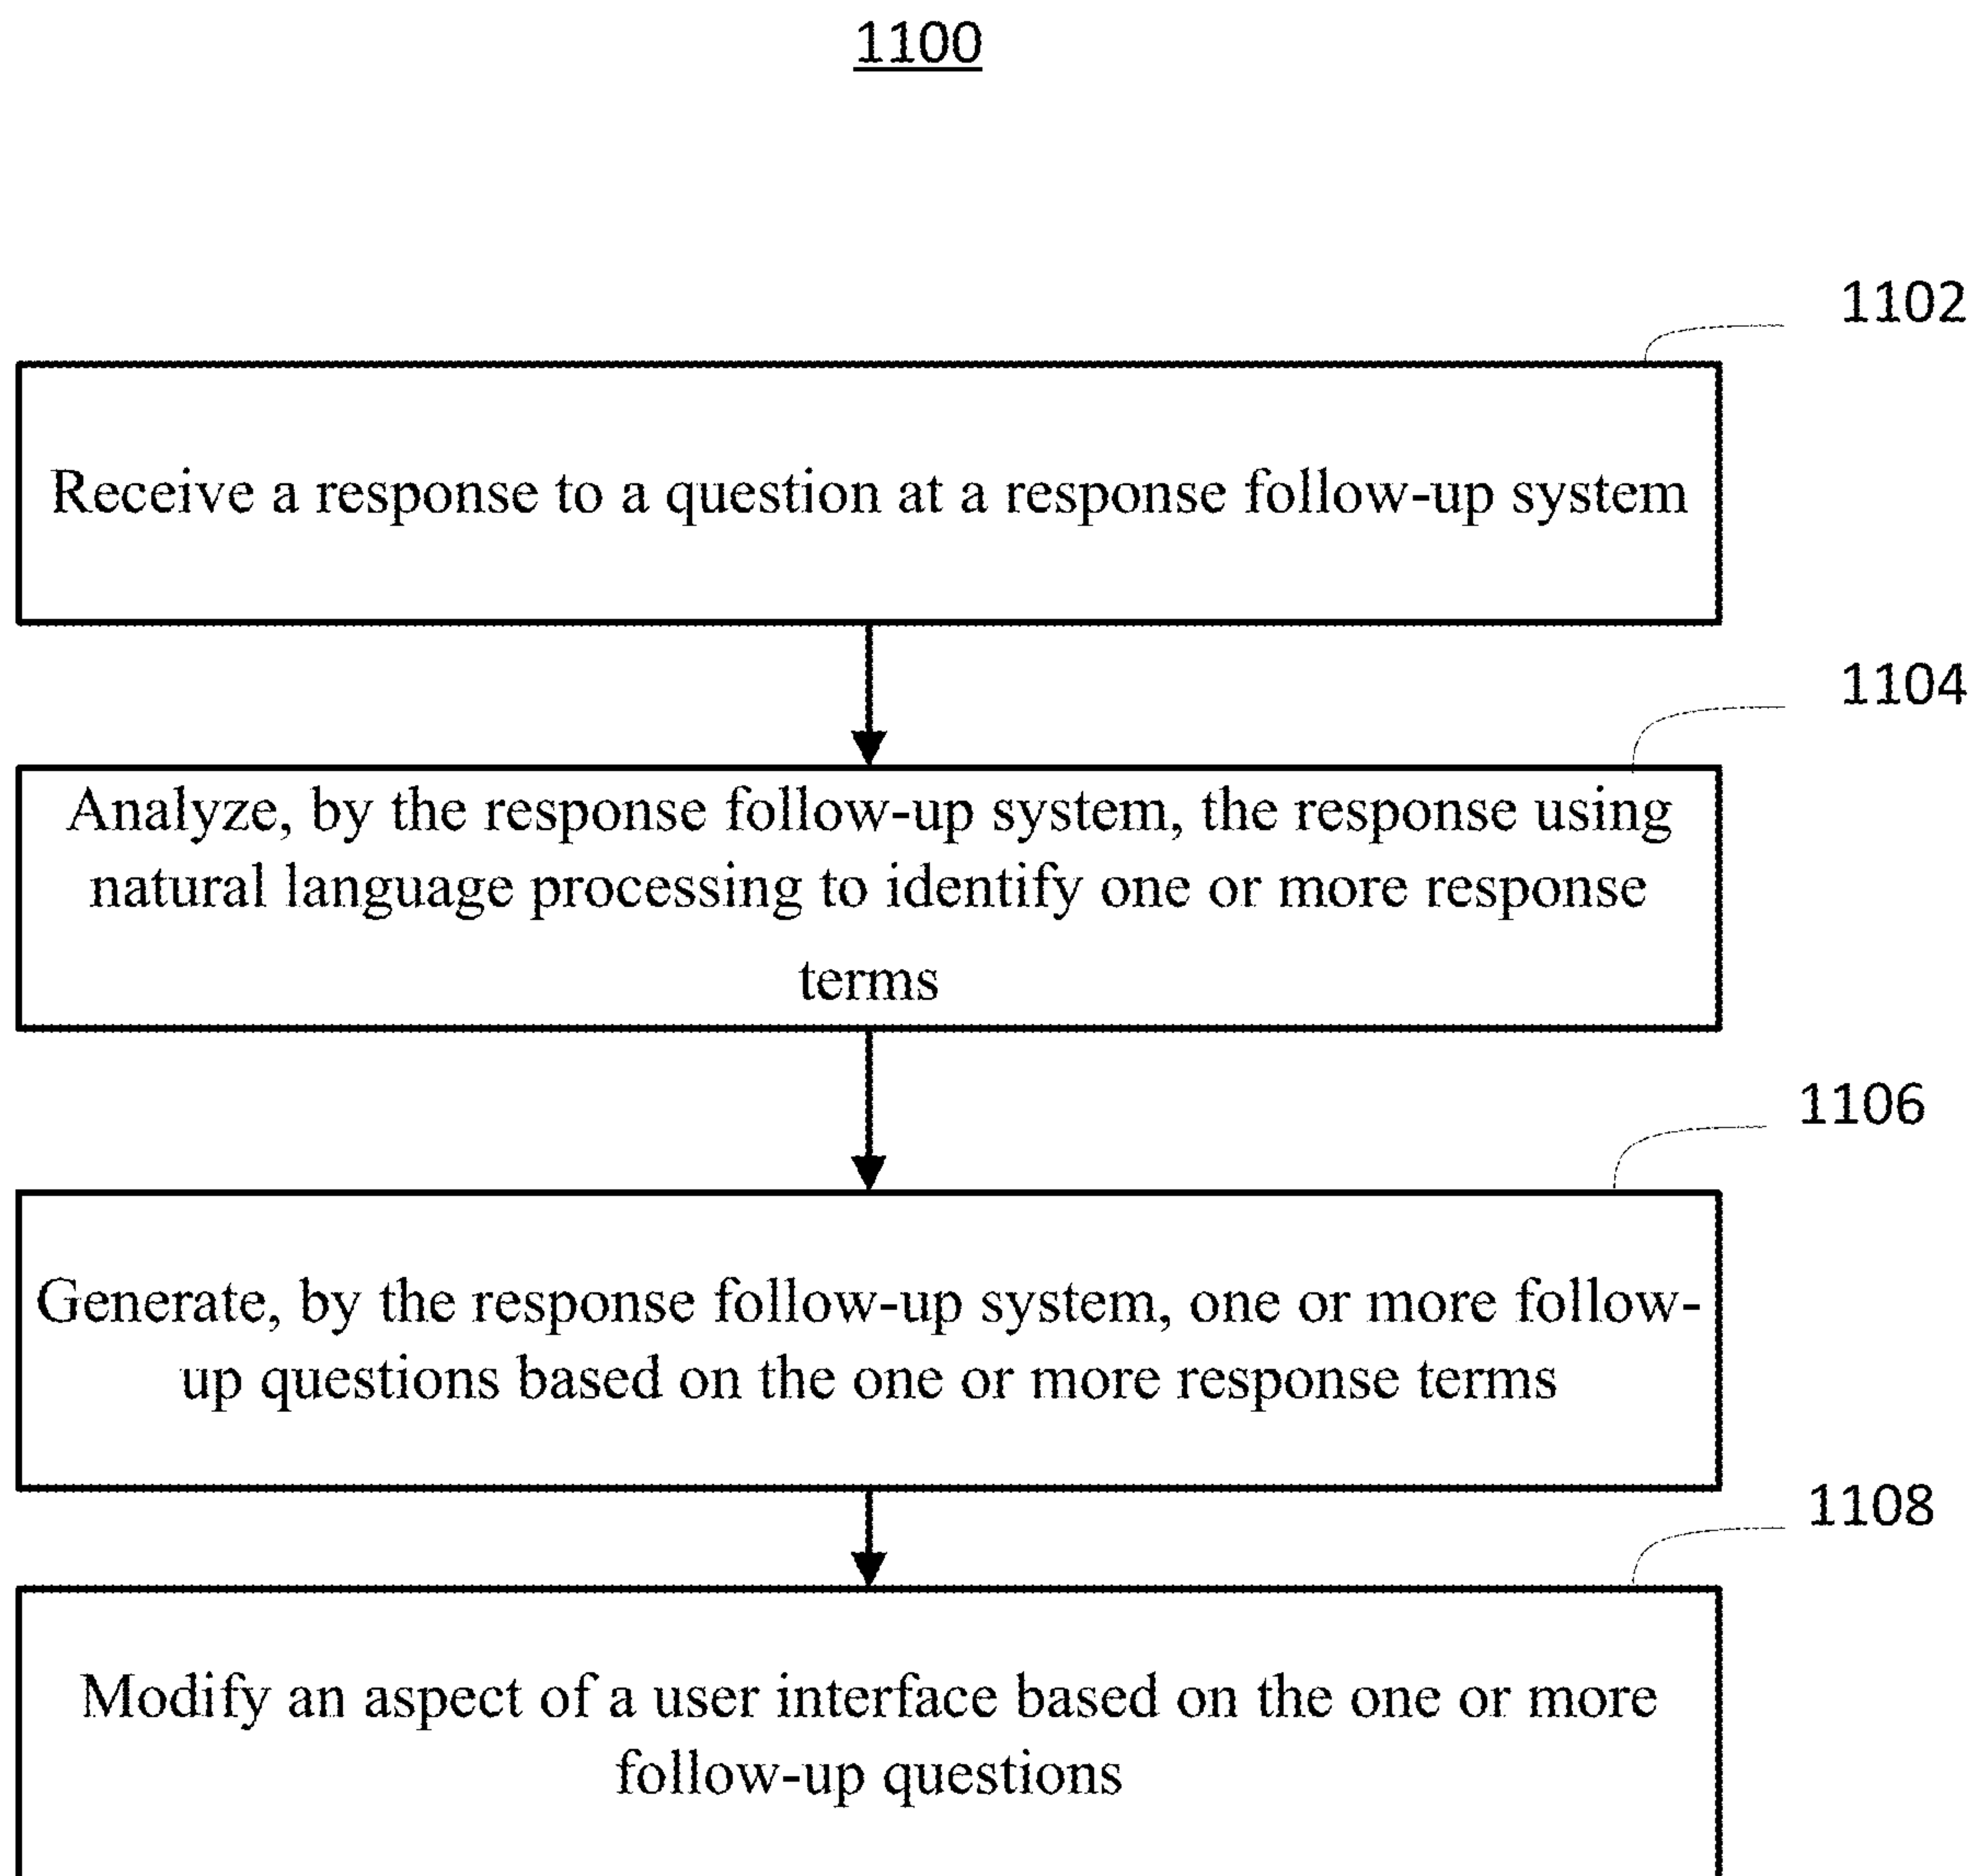 1100
1102
Receive a response to a question at a response follow-up system
1104
Analyze, by the response follow-up system, the response using
natural language processing to identify one or more response
terms
1106
Generate, by the response follow-up system, one or more follow-
up questions based on the one or more response terms
1108
Modify an aspect of a user interface based on the one or more
follow-up questions